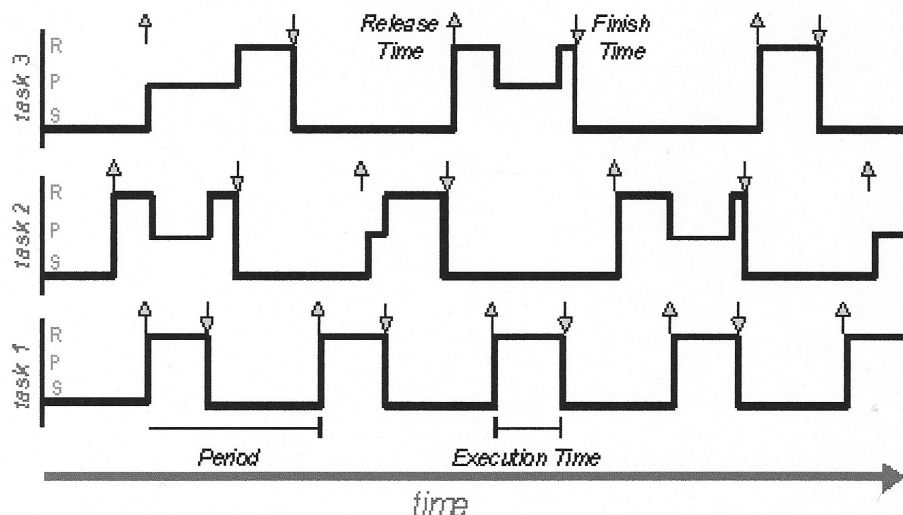 task 3
R
P
S
Release Time
Finish Time
task 2
R
P
S
task 1
R
P
S
Period
Execution Time
time